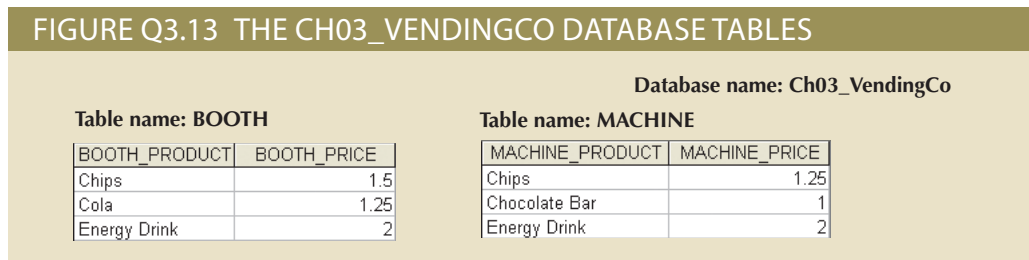 FIGURE Q3.13 THE CH03_VENDINGCO DATABASE TABLES
Database name: Ch03_VendingCo
Table name: BOOTH
BOOTH_PRODUCT BOOTH_PRICE
Chips 1.5
Cola 1.25
Energy Drink 2
Table name: MACHINE
MACHINE_PRODUCT MACHINE_PRICE
Chips 1.25
Chocolate Bar 1
Energy Drink 2